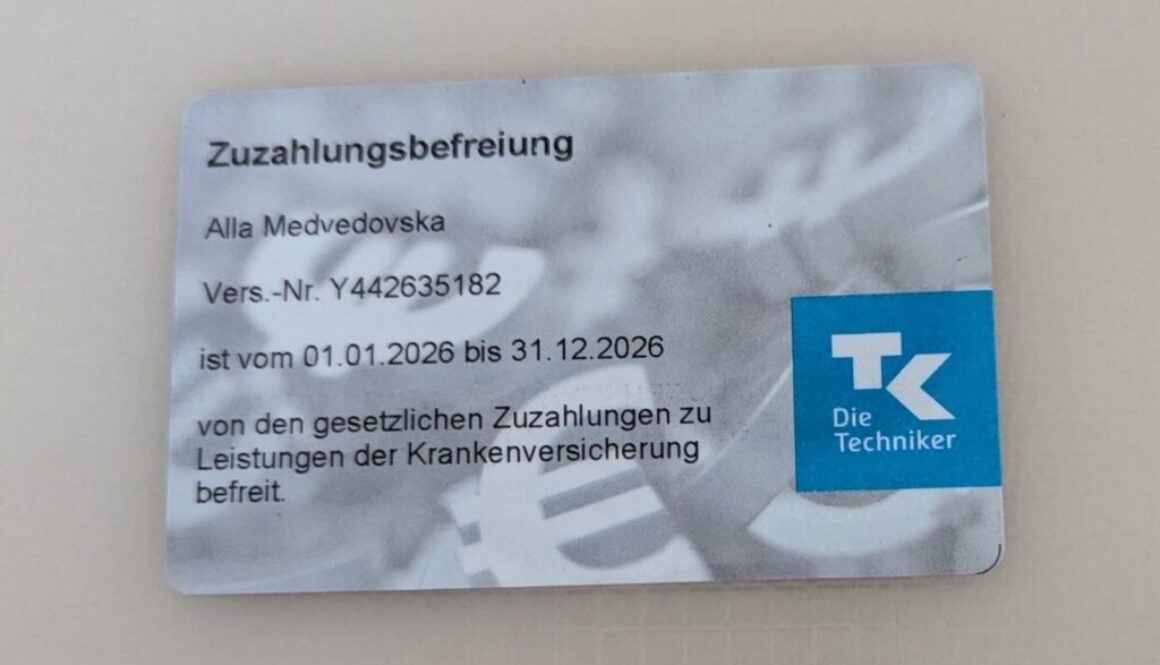 Zuzahlungsbefreiung
Alla Medvedovska
Vers.-Nr. Y442635182
ist vom 01.01.2026 bis 31.12.2026
von den gesetzlichen Zuzahlungen zu
Leistungen der Krankenversicherung
befreit.
TK
Die
Techniker